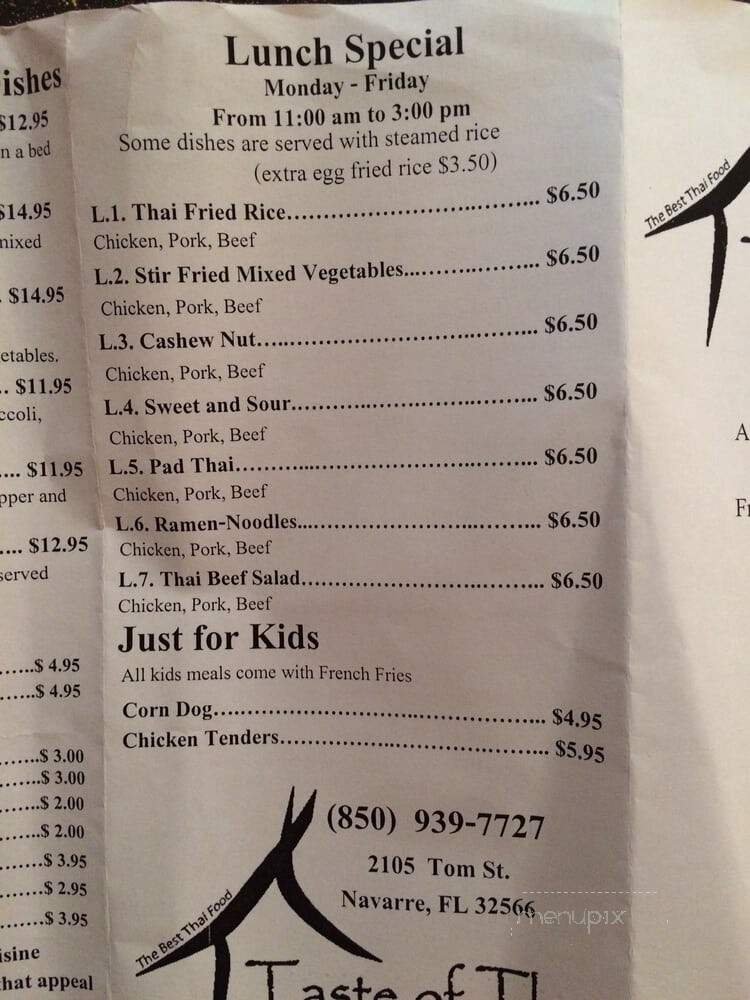 ishes
$12.95
n a bed
$14.95
mixed
. $14.95
etables.
.. $11.95
ccoli,
.... $11.95
pper and
.... $12.95
served
......$ 4.95
......$ 4.95
.......$ 3.00
.......$ 3.00
.......$ 2.00
.......$ 2.00
.......$ 3.95
.......$ 2.95
.......$ 3.95
isine
that appeal
Lunch Special
Monday - Friday
From 11:00 am to 3:00 pm
Some dishes are served with steamed rice
(extra egg fried rice $3.50)
L.1. Thai Fried Rice.......................................... $6.50
Chicken, Pork, Beef
L.2. Stir Fried Mixed Vegetables...................... $6.50
Chicken, Pork, Beef
L.3. Cashew Nut............................................... $6.50
Chicken, Pork, Beef
L.4. Sweet and Sour.......................................... $6.50
Chicken, Pork, Beef
L.5. Pad Thai................................................... $6.50
Chicken, Pork, Beef
L.6. Ramen-Noodles........................................ $6.50
Chicken, Pork, Beef
L.7. Thai Beef Salad......................................... $6.50
Chicken, Pork, Beef
Just for Kids
All kids meals come with French Fries
Corn Dog........................................................ $4.95
Chicken Tenders............................................. $5.95
(850) 939-7727
2105 Tom St.
Navarre, FL 32566
menupix
The Best Thai Food
Taste of T
The Best Thai Food
A
Fr